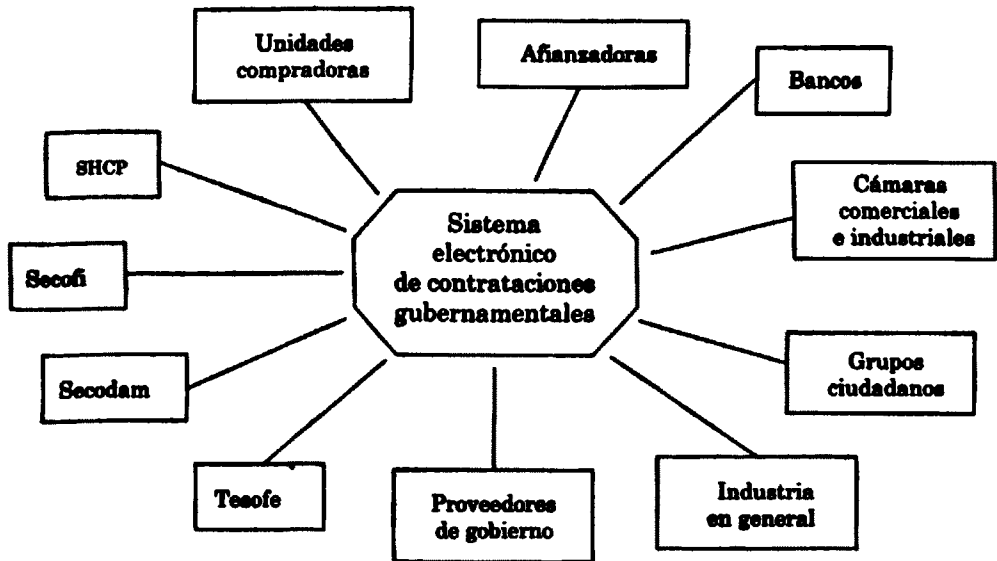 Unidades
compradoras
Afianzadoras
Bancos
SHCP
Cámaras
comerciales
e industriales
Sistema
electrónico
de contrataciones
gubernamentales
Secofi
Secodam
Grupos
ciudadanos
Tesofe
Proveedores
de gobierno
Industria
en general